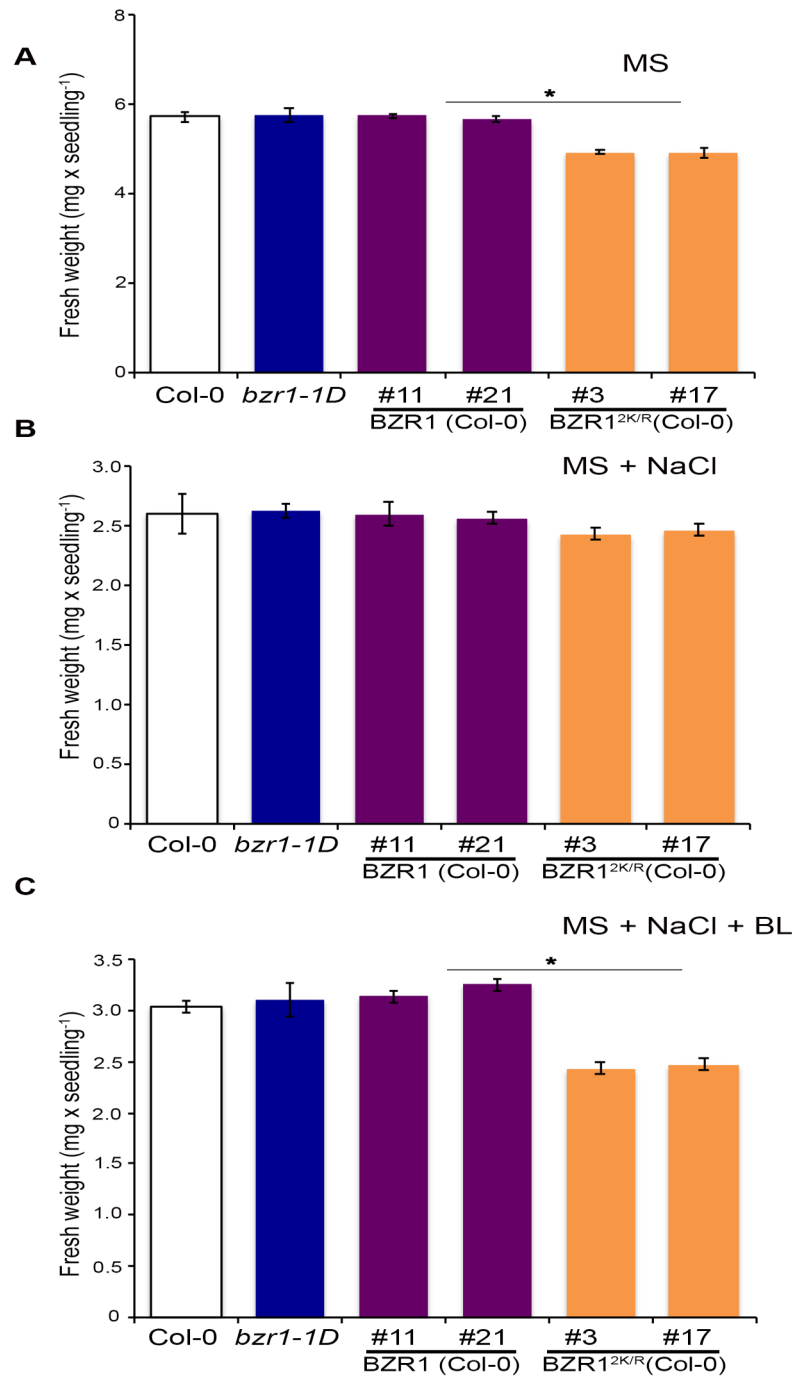 A
MS
*
Fresh weight (mg x seedling⁻¹)
8
6
4
2
0
Col-0 bzr1-1D #11 #21 #3 #17
BZR1 (Col-0) BZR1²ᴷ/ᴿ(Col-0)
B
MS + NaCl
Fresh weight (mg x seedling⁻¹)
3.0
2.5
2.0
1.5
1.0
0.5
0
Col-0 bzr1-1D #11 #21 #3 #17
BZR1 (Col-0) BZR1²ᴷ/ᴿ(Col-0)
C
MS + NaCl + BL
*
Fresh weight (mg x seedling⁻¹)
3.5
3.0
2.5
2.0
1.5
1.0
0.5
0
Col-0 bzr1-1D #11 #21 #3 #17
BZR1 (Col-0) BZR1²ᴷ/ᴿ(Col-0)